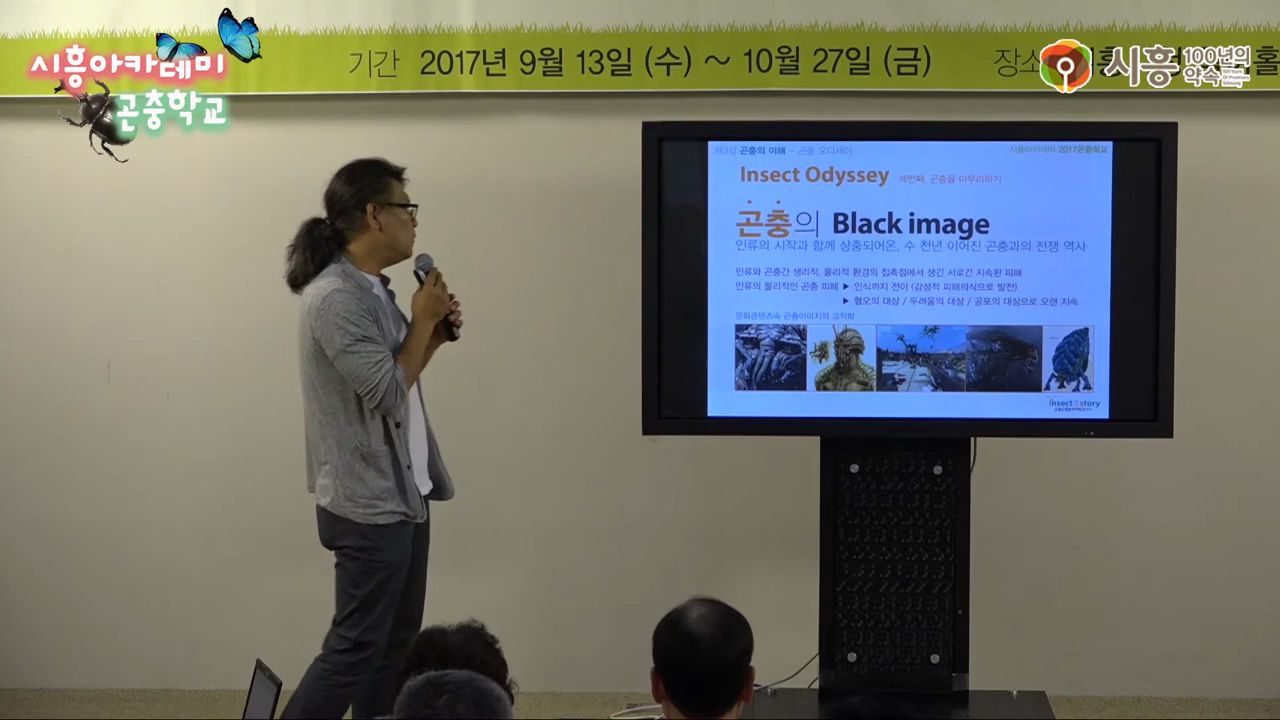 기간 2017년 9월 13일 (수) ~ 10월 27일 (금) 장소
시흥아카데미
곤충학교
시흥 100년의
약속
제3강 곤충의 이해 - 곤충 오디세이
시흥아카데미 2017곤충학교
Insect Odyssey 세번째, 곤충을 마무리하기
곤충의 Black image
인류의 시작과 함께 상충되어온, 수 천년 이어진 곤충과의 전쟁 역사
인류와 곤충간 생리적, 물리적 환경의 접촉점에서 생긴 서로간 지속된 피해
인류의 물리적인 곤충 피해 ▶ 인식까지 전이 (감성적 피해의식으로 발전)
▶ 혐오의 대상 / 두려움의 대상 / 공포의 대상으로 오랜 지속
문화콘텐츠속 곤충이미지의 고착화
insect & story